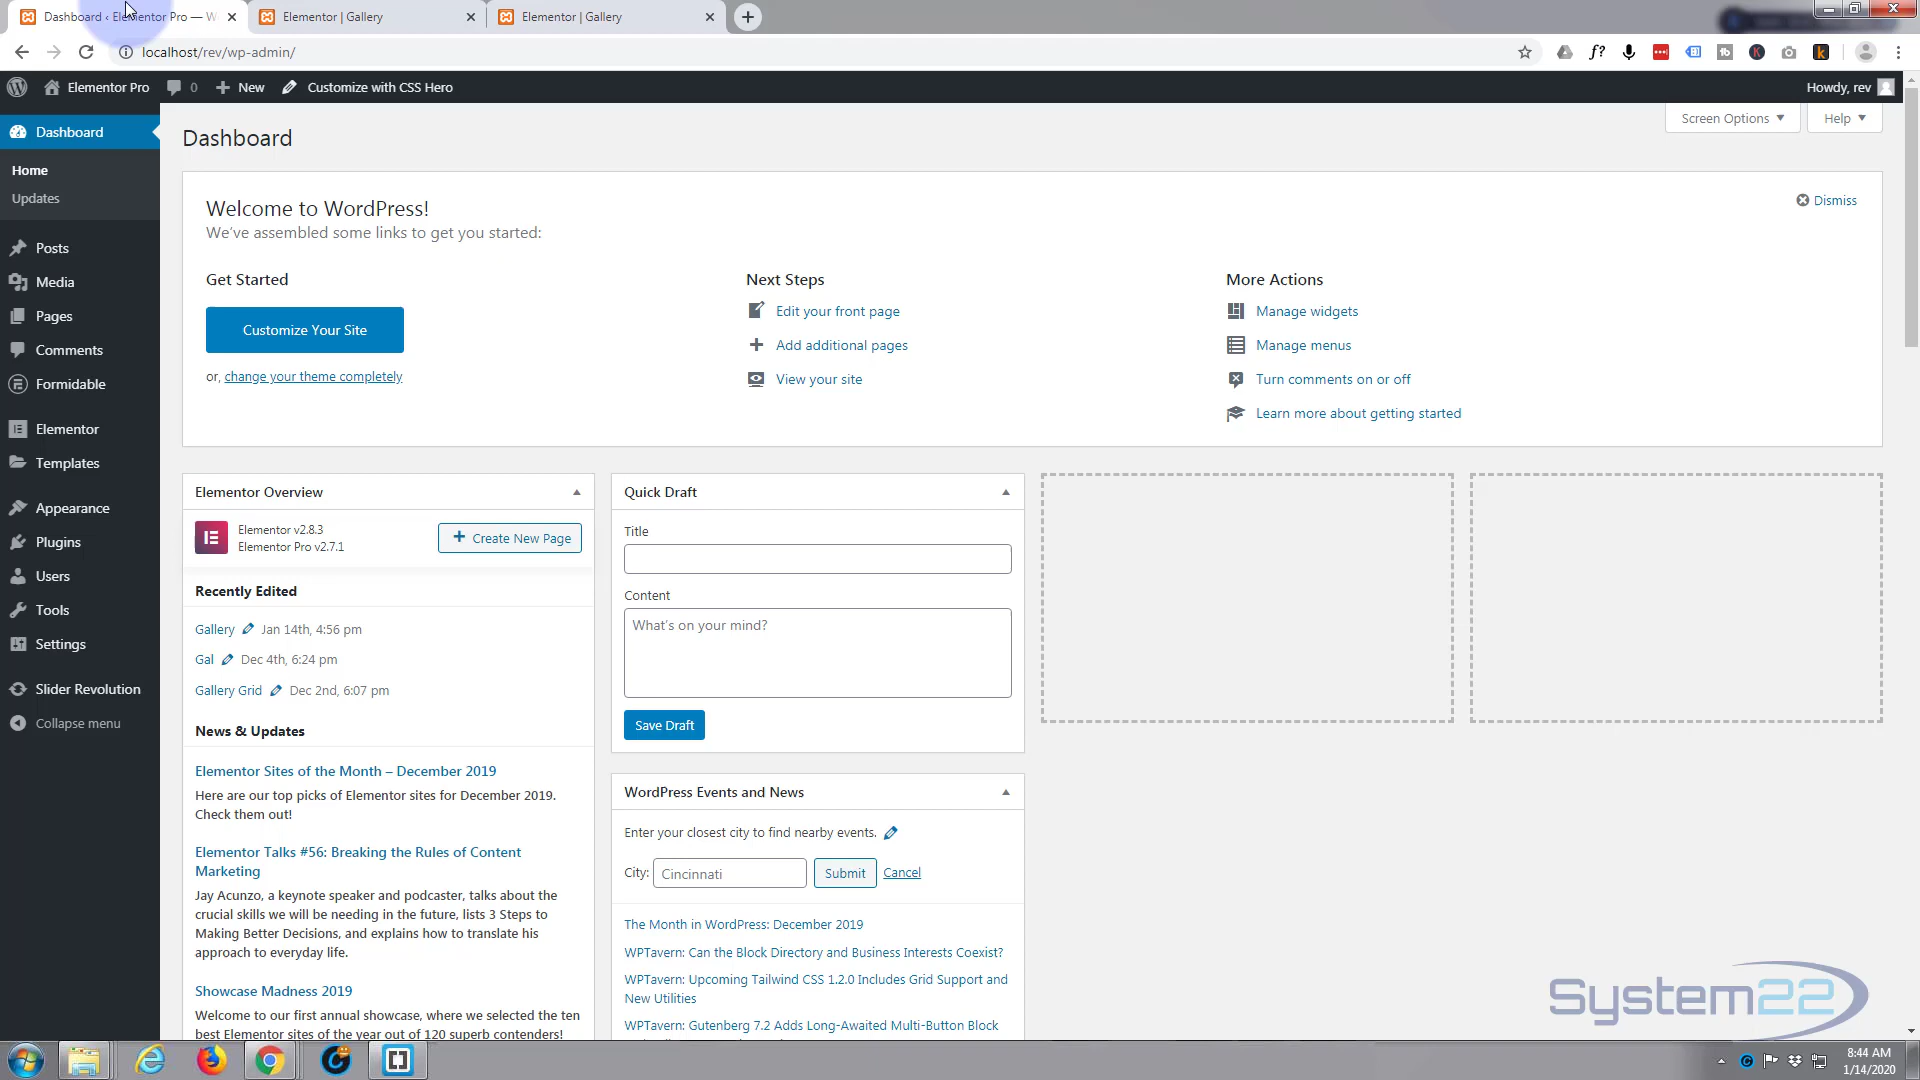 Dashboard ‹ Elementor Pro — W
Elementor | Gallery
Elementor | Gallery
localhost/rev/wp-admin/
Elementor Pro
0
New
Customize with CSS Hero
Howdy, rev
Dashboard
Home
Updates
Posts
Media
Pages
Comments
Formidable
Elementor
Templates
Appearance
Plugins
Users
Tools
Settings
Slider Revolution
Collapse menu
Dashboard
Screen Options
Help
Welcome to WordPress!
We've assembled some links to get you started:
Dismiss
Get Started
Customize Your Site
or, change your theme completely
Next Steps
Edit your front page
Add additional pages
View your site
More Actions
Manage widgets
Manage menus
Turn comments on or off
Learn more about getting started
Elementor Overview
Elementor v2.8.3
Elementor Pro v2.7.1
Create New Page
Recently Edited
Gallery Jan 14th, 4:56 pm
Gal Dec 4th, 6:24 pm
Gallery Grid Dec 2nd, 6:07 pm
News & Updates
Elementor Sites of the Month – December 2019
Here are our top picks of Elementor sites for December 2019.
Check them out!
Elementor Talks #56: Breaking the Rules of Content
Marketing
Jay Acunzo, a keynote speaker and podcaster, talks about the
crucial skills we will be needing in the future, lists 3 Steps to
Making Better Decisions, and explains how to translate his
approach to everyday life.
Showcase Madness 2019
Welcome to our first annual showcase, where we selected the ten
best Elementor sites of the year out of 120 superb contenders!
Quick Draft
Title
Content
What's on your mind?
Save Draft
WordPress Events and News
Enter your closest city to find nearby events.
City: Cincinnati Submit Cancel
The Month in WordPress: December 2019
WPTavern: Can the Block Directory and Business Interests Coexist?
WPTavern: Upcoming Tailwind CSS 1.2.0 Includes Grid Support and
New Utilities
WPTavern: Gutenberg 7.2 Adds Long-Awaited Multi-Button Block
System22
8:44 AM
1/14/2020